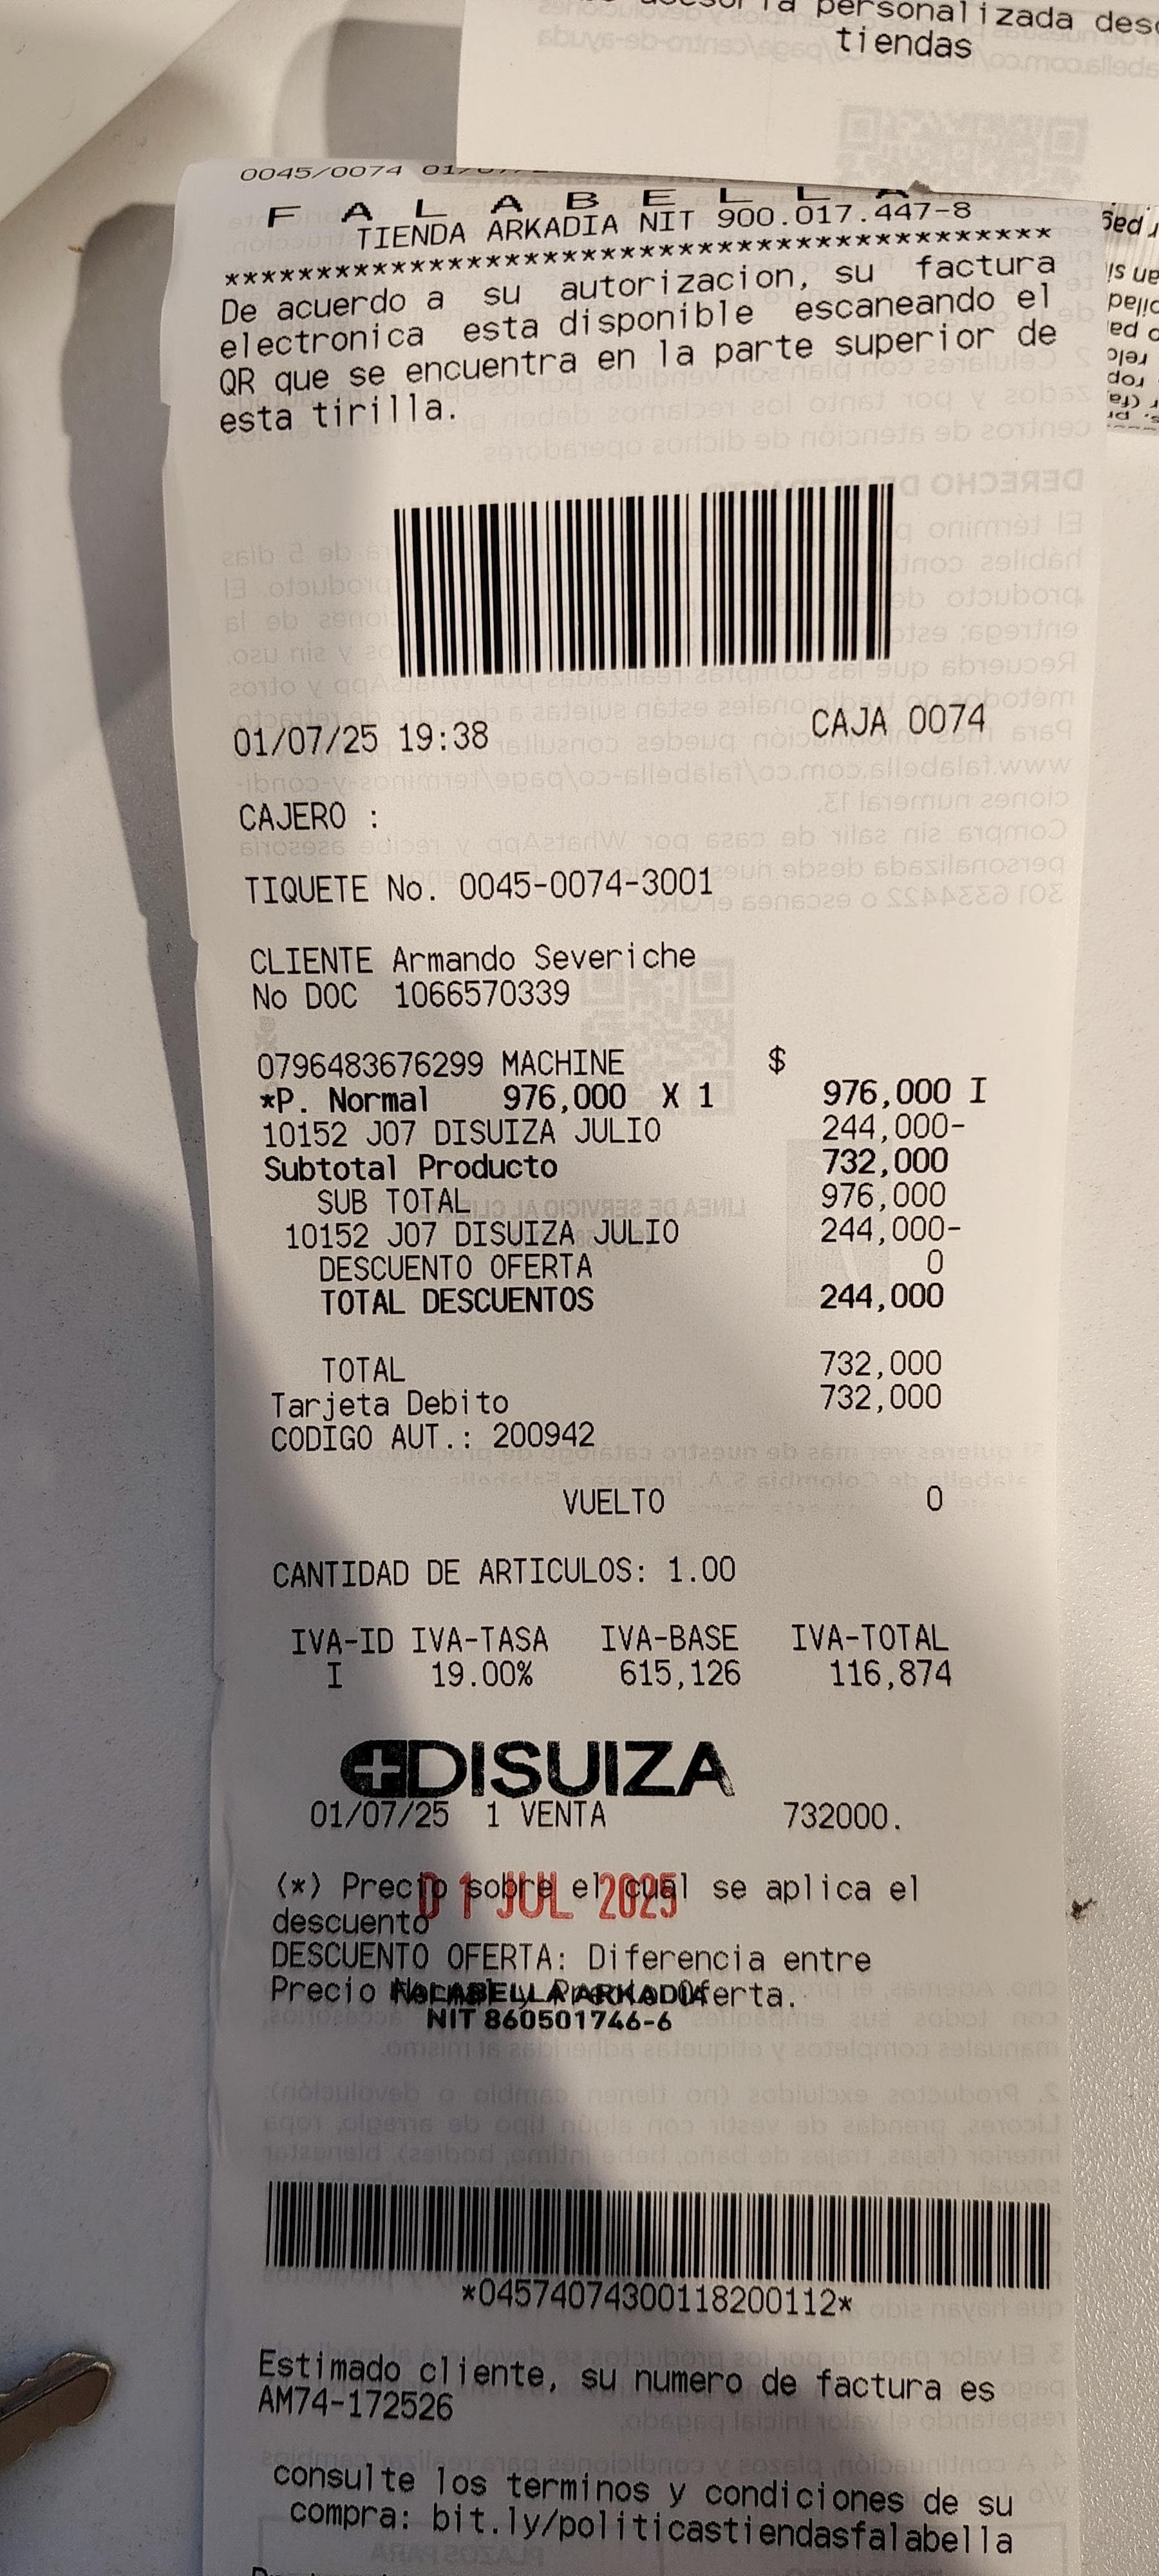 personalizada
tiendas
0045/0074
F A L A B E L L A
TIENDA ARKADIA NIT 900.017.447-8
****************************************
De acuerdo a su autorizacion, su factura
electronica esta disponible escaneando el
QR que se encuentra en la parte superior de
esta tirilla.
01/07/25 19:38 CAJA 0074
CAJERO :
TIQUETE No. 0045-0074-3001
CLIENTE Armando Severiche
No DOC 1066570339
0796483676299 MACHINE $
*P. Normal 976,000 X 1 976,000 I
10152 J07 DISUIZA JULIO 244,000-
Subtotal Producto 732,000
SUB TOTAL 976,000
10152 J07 DISUIZA JULIO 244,000-
DESCUENTO OFERTA 0
TOTAL DESCUENTOS 244,000
TOTAL 732,000
Tarjeta Debito 732,000
CODIGO AUT.: 200942
VUELTO 0
CANTIDAD DE ARTICULOS: 1.00
IVA-ID IVA-TASA IVA-BASE IVA-TOTAL
I 19.00% 615,126 116,874
DISUIZA
01/07/25 1 VENTA 732000.
(*) Precio sobre el cual se aplica el
01 JUL 2025
descuento
DESCUENTO OFERTA: Diferencia entre
Precio Normal y Precio Oferta.
FALABELLA ARKADIA
NIT 860501746-6
*04574074300118200112*
Estimado cliente, su numero de factura es
AM74-172526
consulte los terminos y condiciones de su
compra: bit.ly/politicastiendasfalabella